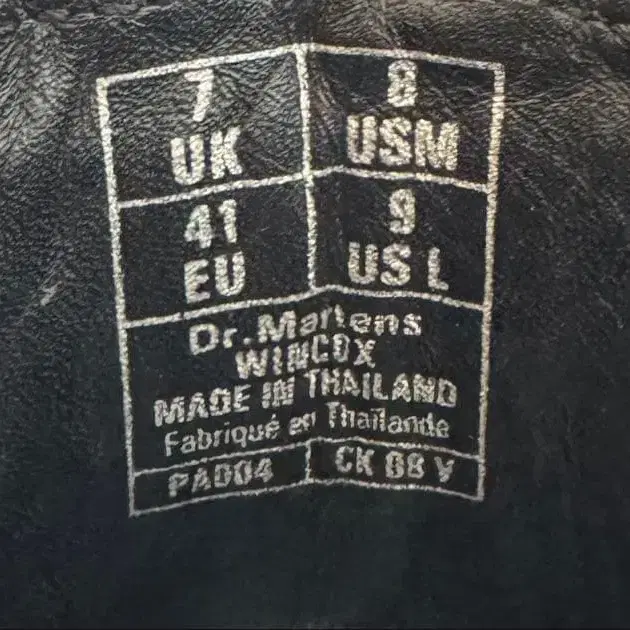 7 8
UK USM
41 9
EU US L
Dr.Martens
WINCOX
MADE IN THAILAND
Fabriqué en Thaïlande
PA004 CK 08 V